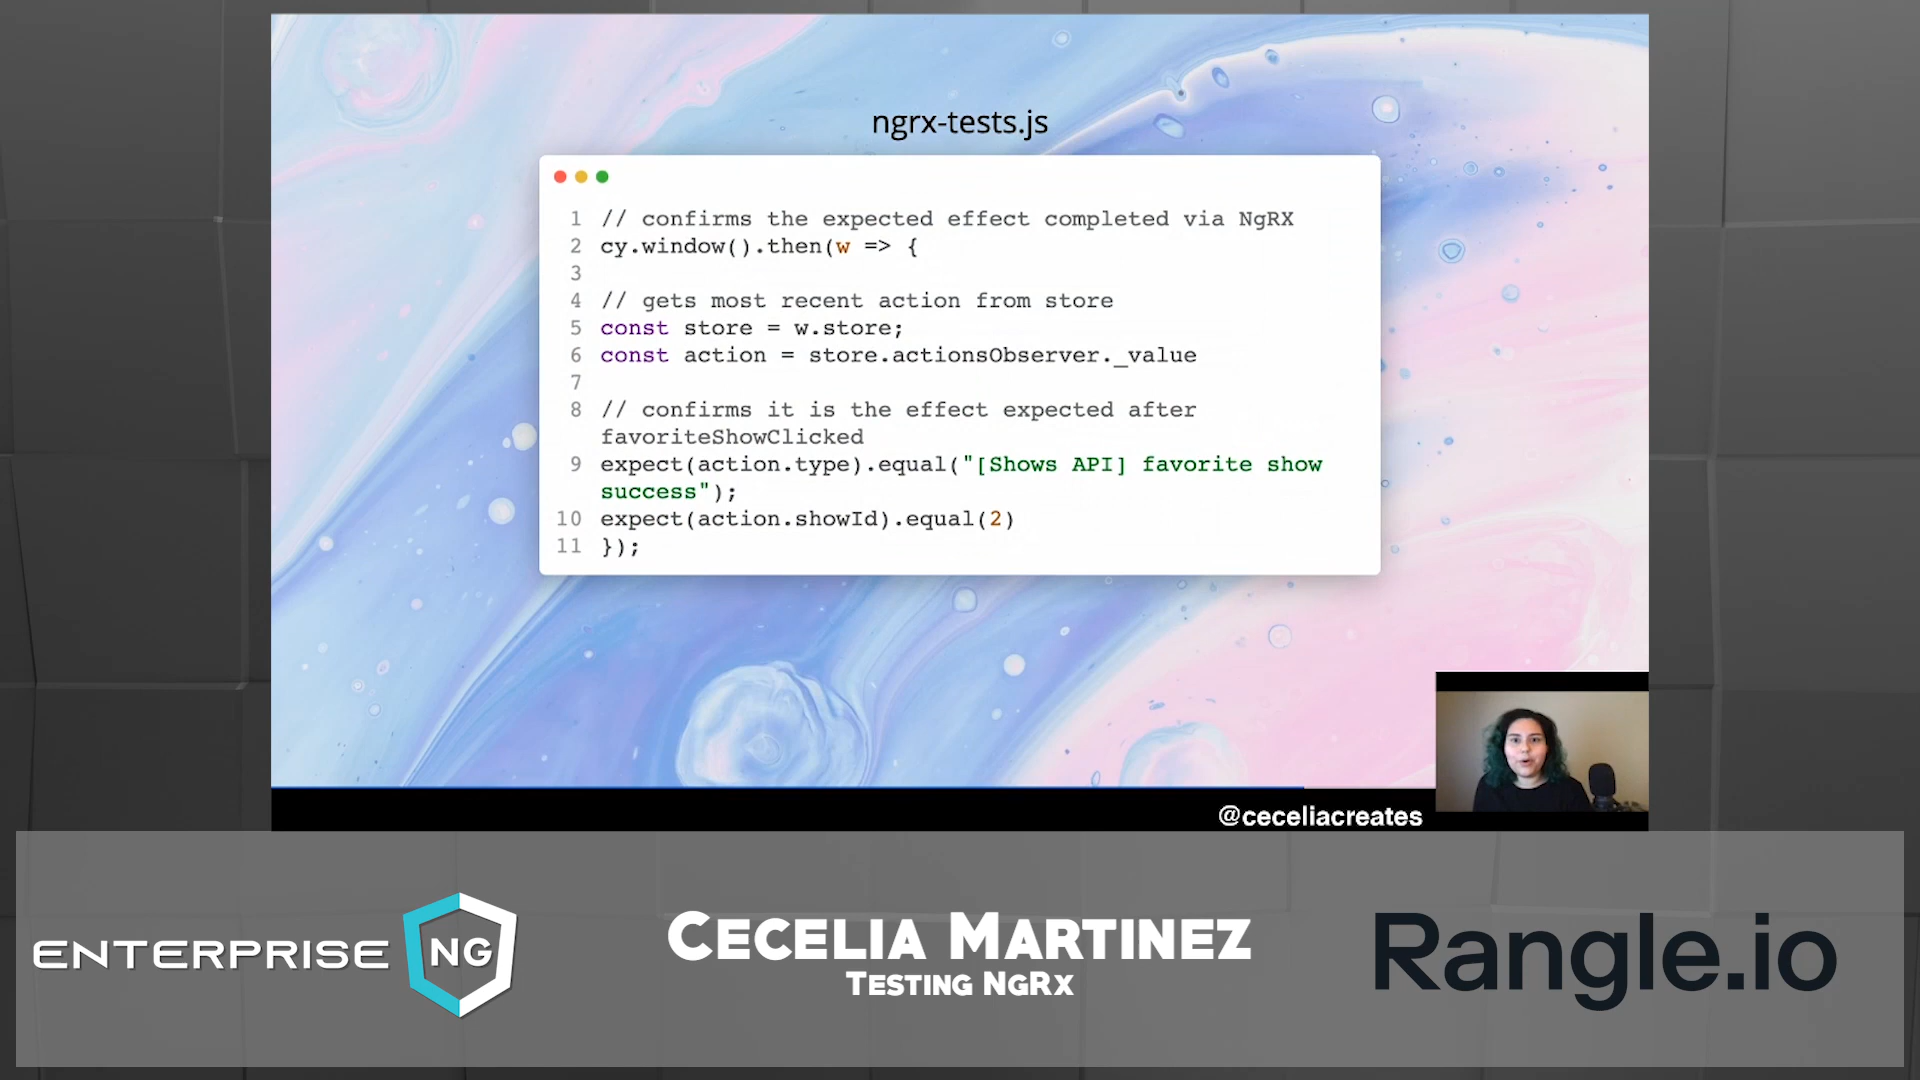 ngrx-tests.js
1 // confirms the expected effect completed via NgRX
2 cy.window().then(w => {
3
4 // gets most recent action from store
5 const store = w.store;
6 const action = store.actionsObserver._value
7
8 // confirms it is the effect expected after
favoriteShowClicked
9 expect(action.type).equal("[Shows API] favorite show
success");
10 expect(action.showId).equal(2)
11 });
@ceceliacreates
ENTERPRISE NG
CECELIA MARTINEZ
TESTING NGRX
Rangle.io